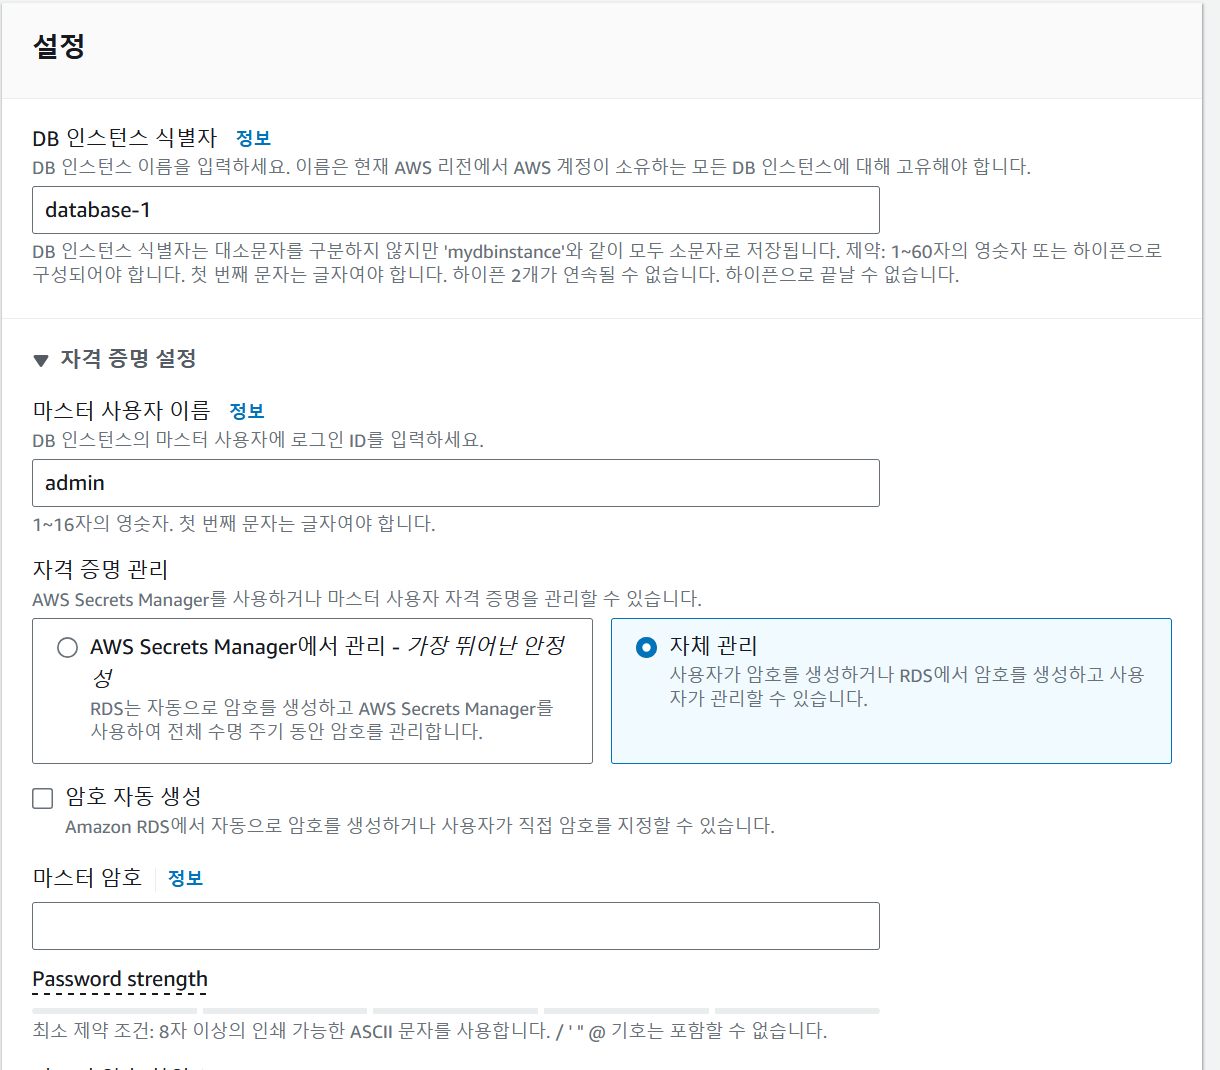 설정
DB 인스턴스 식별자 정보
DB 인스턴스 이름을 입력하세요. 이름은 현재 AWS 리전에서 AWS 계정이 소유하는 모든 DB 인스턴스에 대해 고유해야 합니다.
database-1
DB 인스턴스 식별자는 대소문자를 구분하지 않지만 'mydbinstance'와 같이 모두 소문자로 저장됩니다. 제약: 1~60자의 영숫자 또는 하이픈으로
구성되어야 합니다. 첫 번째 문자는 글자여야 합니다. 하이픈 2개가 연속될 수 없습니다. 하이픈으로 끝날 수 없습니다.
자격 증명 설정
마스터 사용자 이름 정보
DB 인스턴스의 마스터 사용자에 로그인 ID를 입력하세요.
admin
1~16자의 영숫자. 첫 번째 문자는 글자여야 합니다.
자격 증명 관리
AWS Secrets Manager를 사용하거나 마스터 사용자 자격 증명을 관리할 수 있습니다.
AWS Secrets Manager에서 관리 - 가장 뛰어난 안정
성
RDS는 자동으로 암호를 생성하고 AWS Secrets Manager를
사용하여 전체 수명 주기 동안 암호를 관리합니다.
자체 관리
사용자가 암호를 생성하거나 RDS에서 암호를 생성하고 사용
자가 관리할 수 있습니다.
암호 자동 생성
Amazon RDS에서 자동으로 암호를 생성하거나 사용자가 직접 암호를 지정할 수 있습니다.
마스터 암호 정보
Password strength
최소 제약 조건: 8자 이상의 인쇄 가능한 ASCII 문자를 사용합니다. / ' " @ 기호는 포함할 수 없습니다.